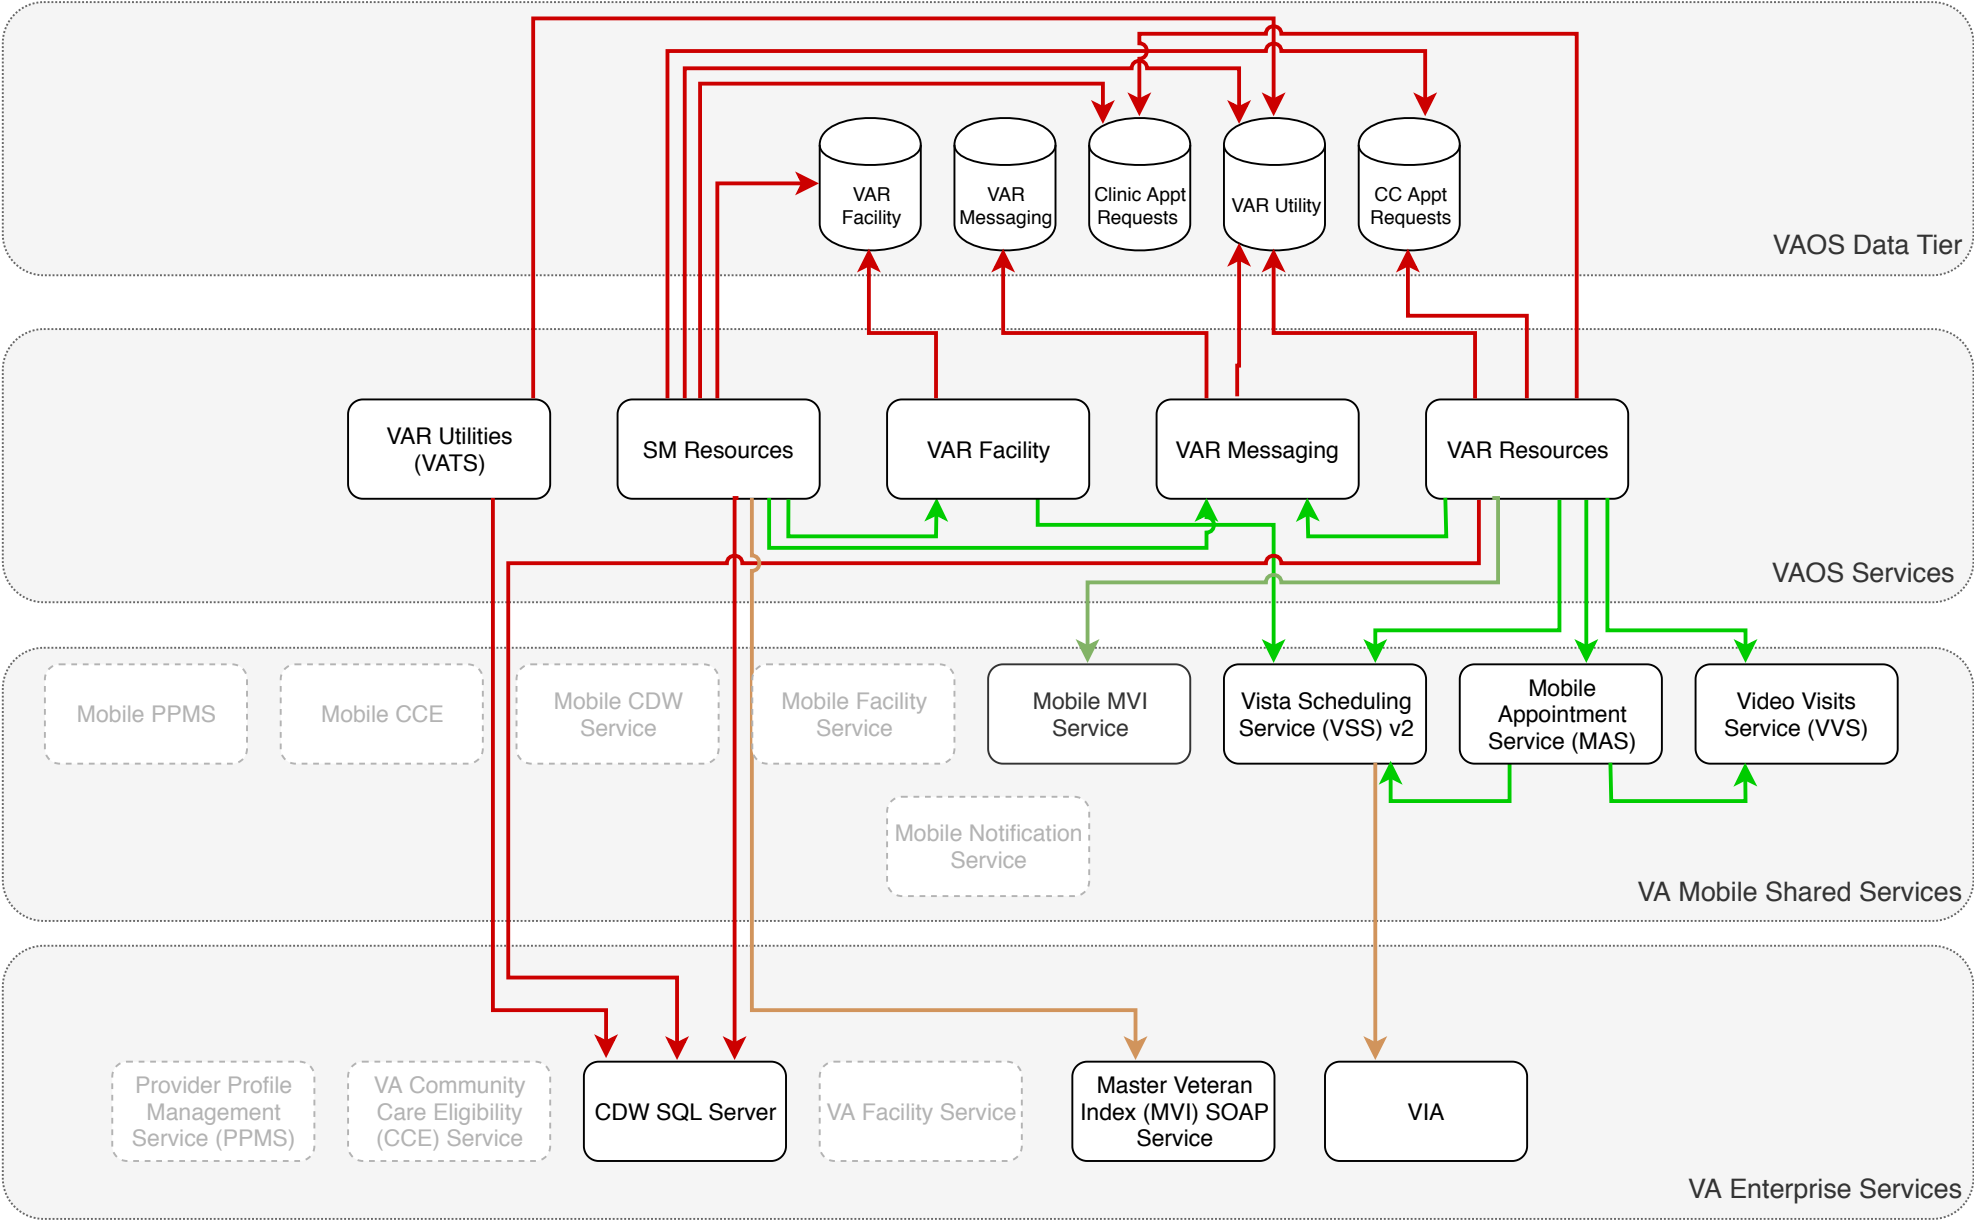 VAR
Facility
VAR
Messaging
Clinic Appt
Requests
VAR Utility
CC Appt
Requests
VAOS Data Tier
VAR Utilities
(VATS)
SM Resources
VAR Facility
VAR Messaging
VAR Resources
VAOS Services
Mobile PPMS
Mobile CCE
Mobile CDW
Service
Mobile Facility
Service
Mobile MVI
Service
Vista Scheduling
Service (VSS) v2
Mobile
Appointment
Service (MAS)
Video Visits
Service (VVS)
Mobile Notification
Service
VA Mobile Shared Services
Provider Profile
Management
Service (PPMS)
VA Community
Care Eligibility
(CCE) Service
CDW SQL Server
VA Facility Service
Master Veteran
Index (MVI) SOAP
Service
VIA
VA Enterprise Services